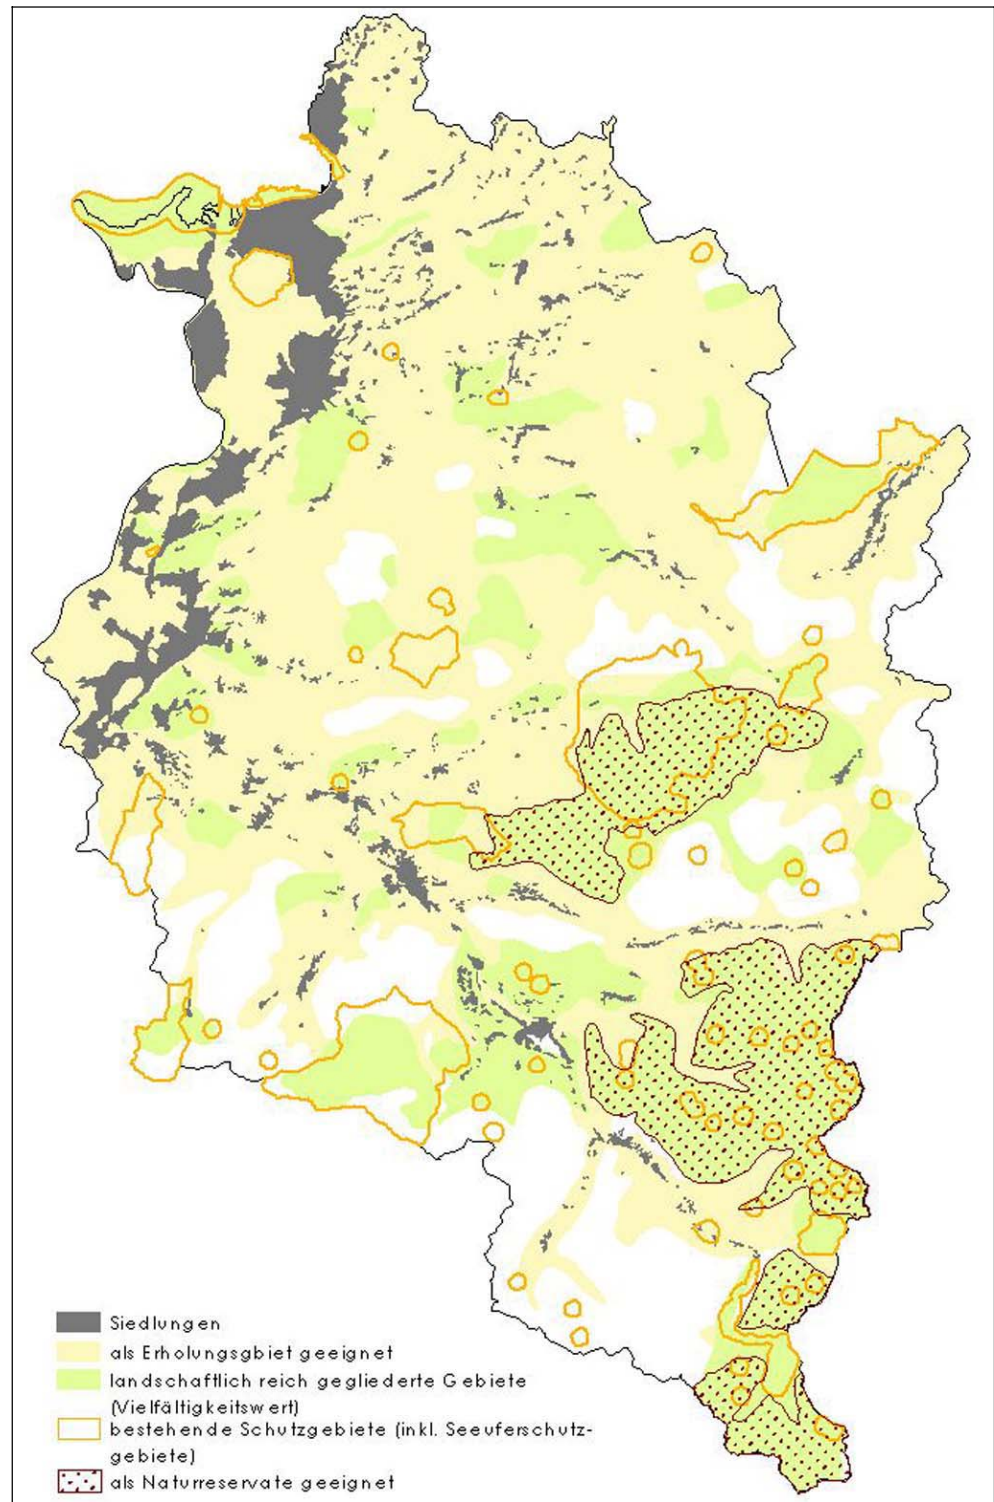 Siedlungen
als Erholungsgbiet geeignet
landschaftlich reich gegliederte Gebiete
(Vielfältigkeitswert)
bestehende Schutzgebiete (inkl. Seeuferschutz-
gebiete)
als Naturreservate geeignet